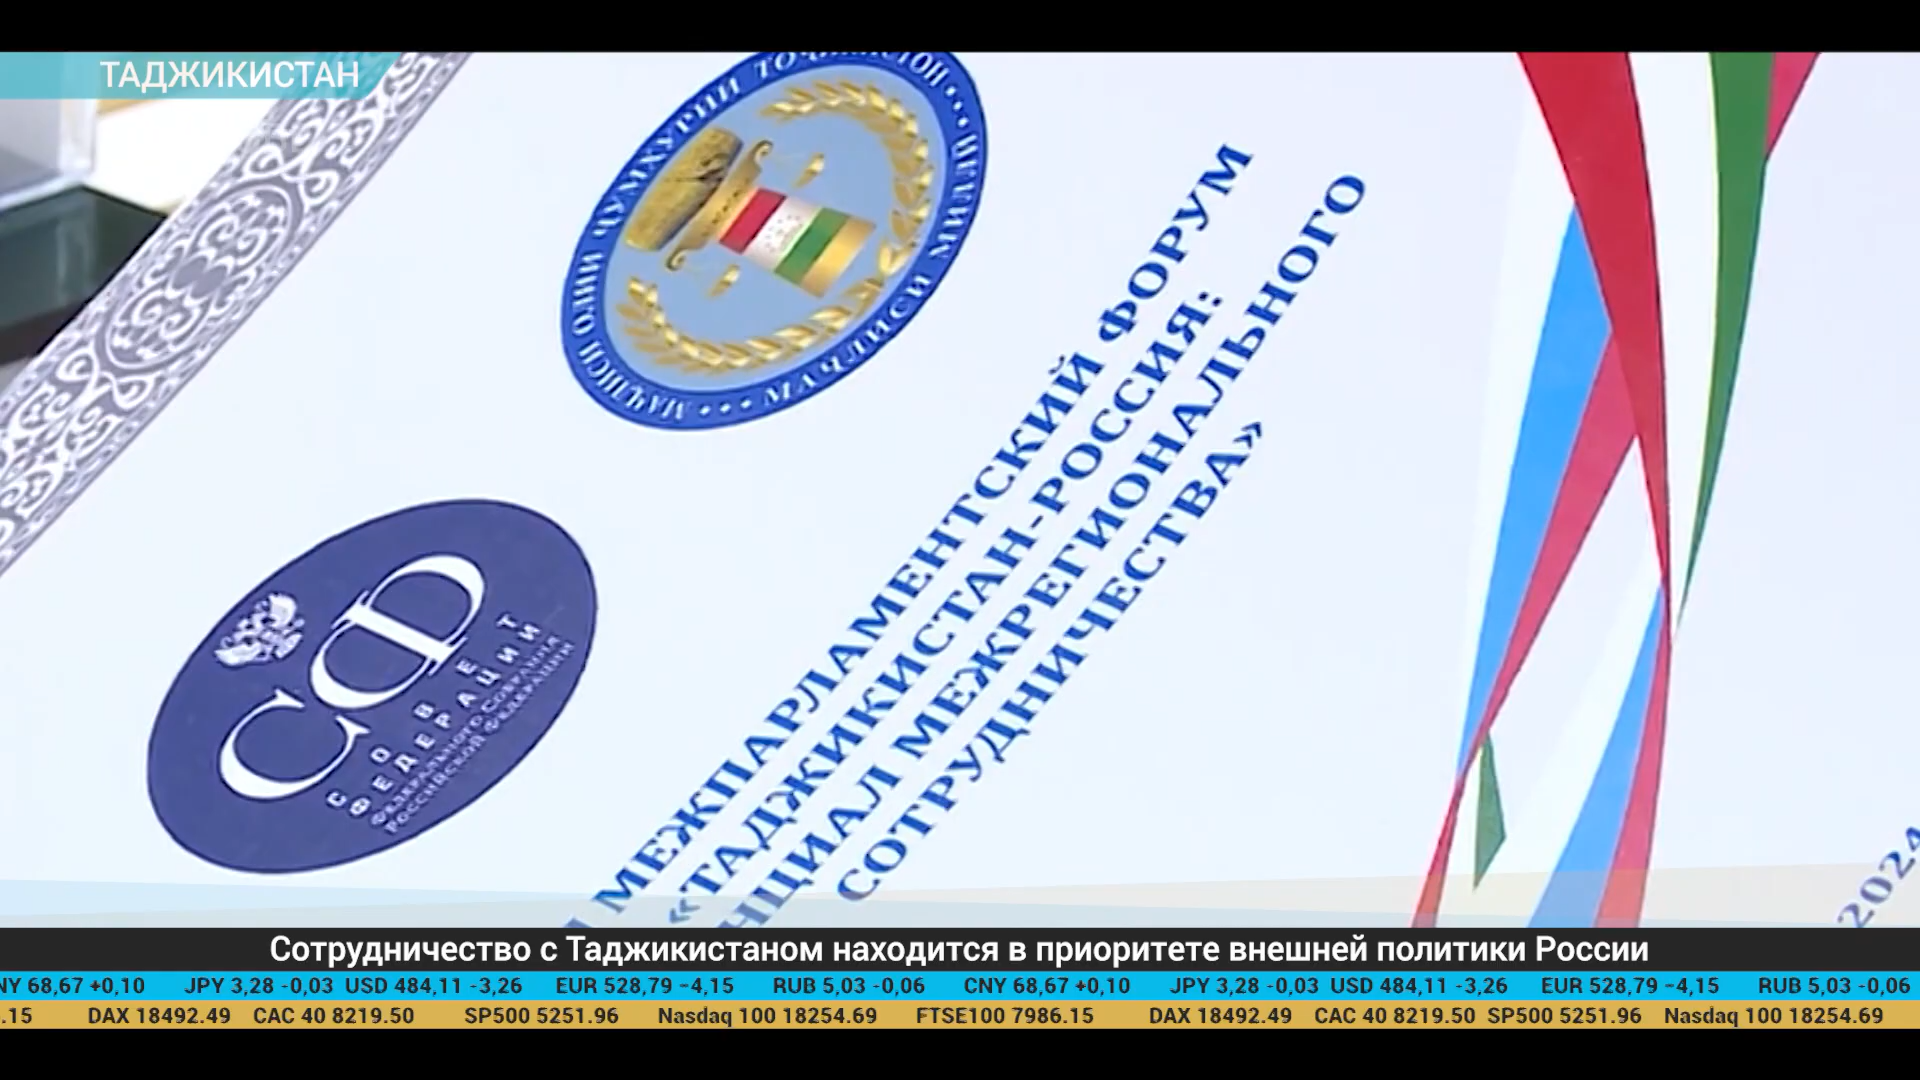 ТАДЖИКИСТАН
МАҶЛИСИ МИЛЛИИ МАҶЛИСИ ОЛИИ ҶУМҲУРИИ ТОҶИКИСТОН
СФ
СОВЕТ
ФЕДЕРАЦИИ
ФЕДЕРАЛЬНОГО СОБРАНИЯ
РОССИЙСКОЙ ФЕДЕРАЦИИ
МЕЖПАРЛАМЕНТСКИЙ ФОРУМ
«ТАДЖИКИСТАН-РОССИЯ:
НЦИАЛ МЕЖРЕГИОНАЛЬНОГО
СОТРУДНИЧЕСТВА»
2024
Сотрудничество с Таджикистаном находится в приоритете внешней политики России
NY 68,67 +0,10 JPY 3,28 -0,03 USD 484,11 -3,26 EUR 528,79 -4,15 RUB 5,03 -0,06 CNY 68,67 +0,10 JPY 3,28 -0,03 USD 484,11 -3,26 EUR 528,79 -4,15 RUB 5,03 -0,06
.15 DAX 18492.49 CAC 40 8219.50 SP500 5251.96 Nasdaq 100 18254.69 FTSE100 7986.15 DAX 18492.49 CAC 40 8219.50 SP500 5251.96 Nasdaq 100 18254.69